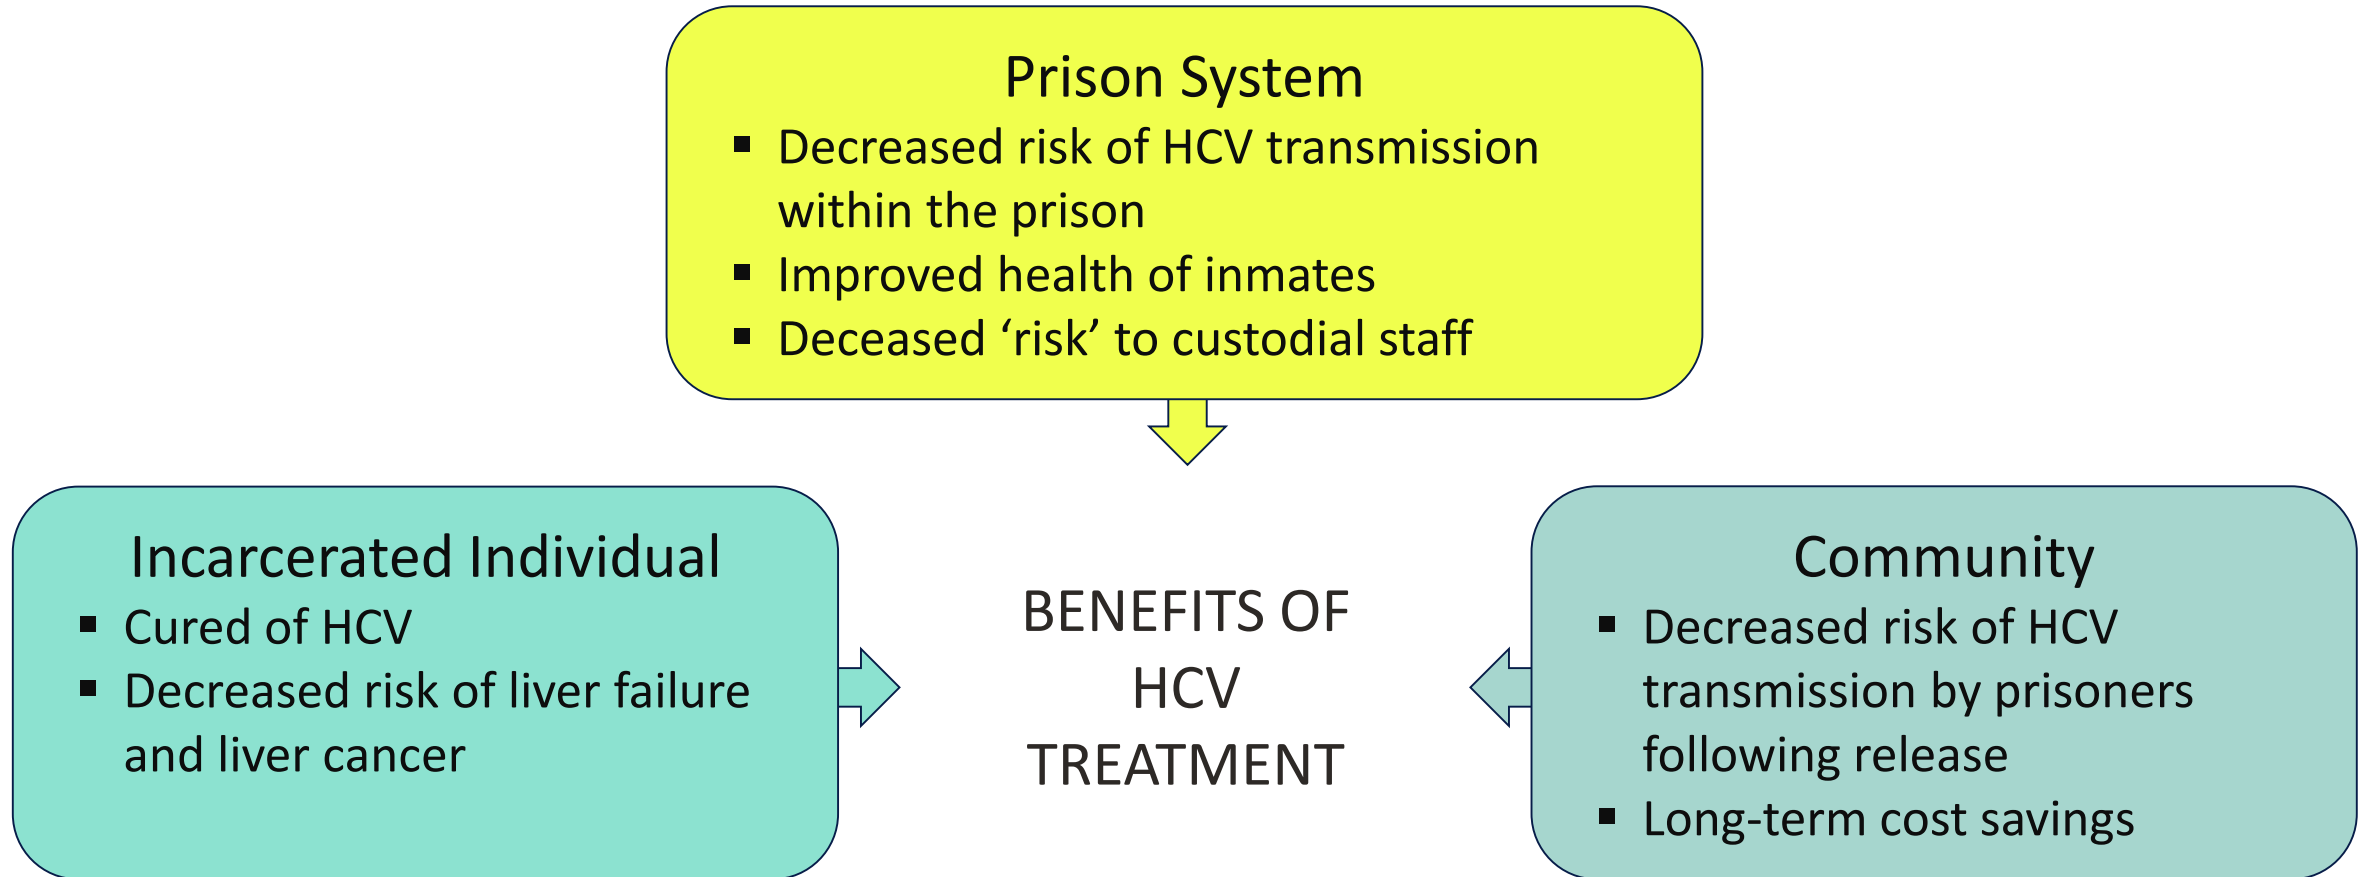 Prison System
▪ Decreased risk of HCV transmission
within the prison
▪ Improved health of inmates
▪ Deceased ‘risk’ to custodial staff
Incarcerated Individual
▪ Cured of HCV
▪ Decreased risk of liver failure
and liver cancer
BENEFITS OF
HCV
TREATMENT
Community
▪ Decreased risk of HCV
transmission by prisoners
following release
▪ Long-term cost savings